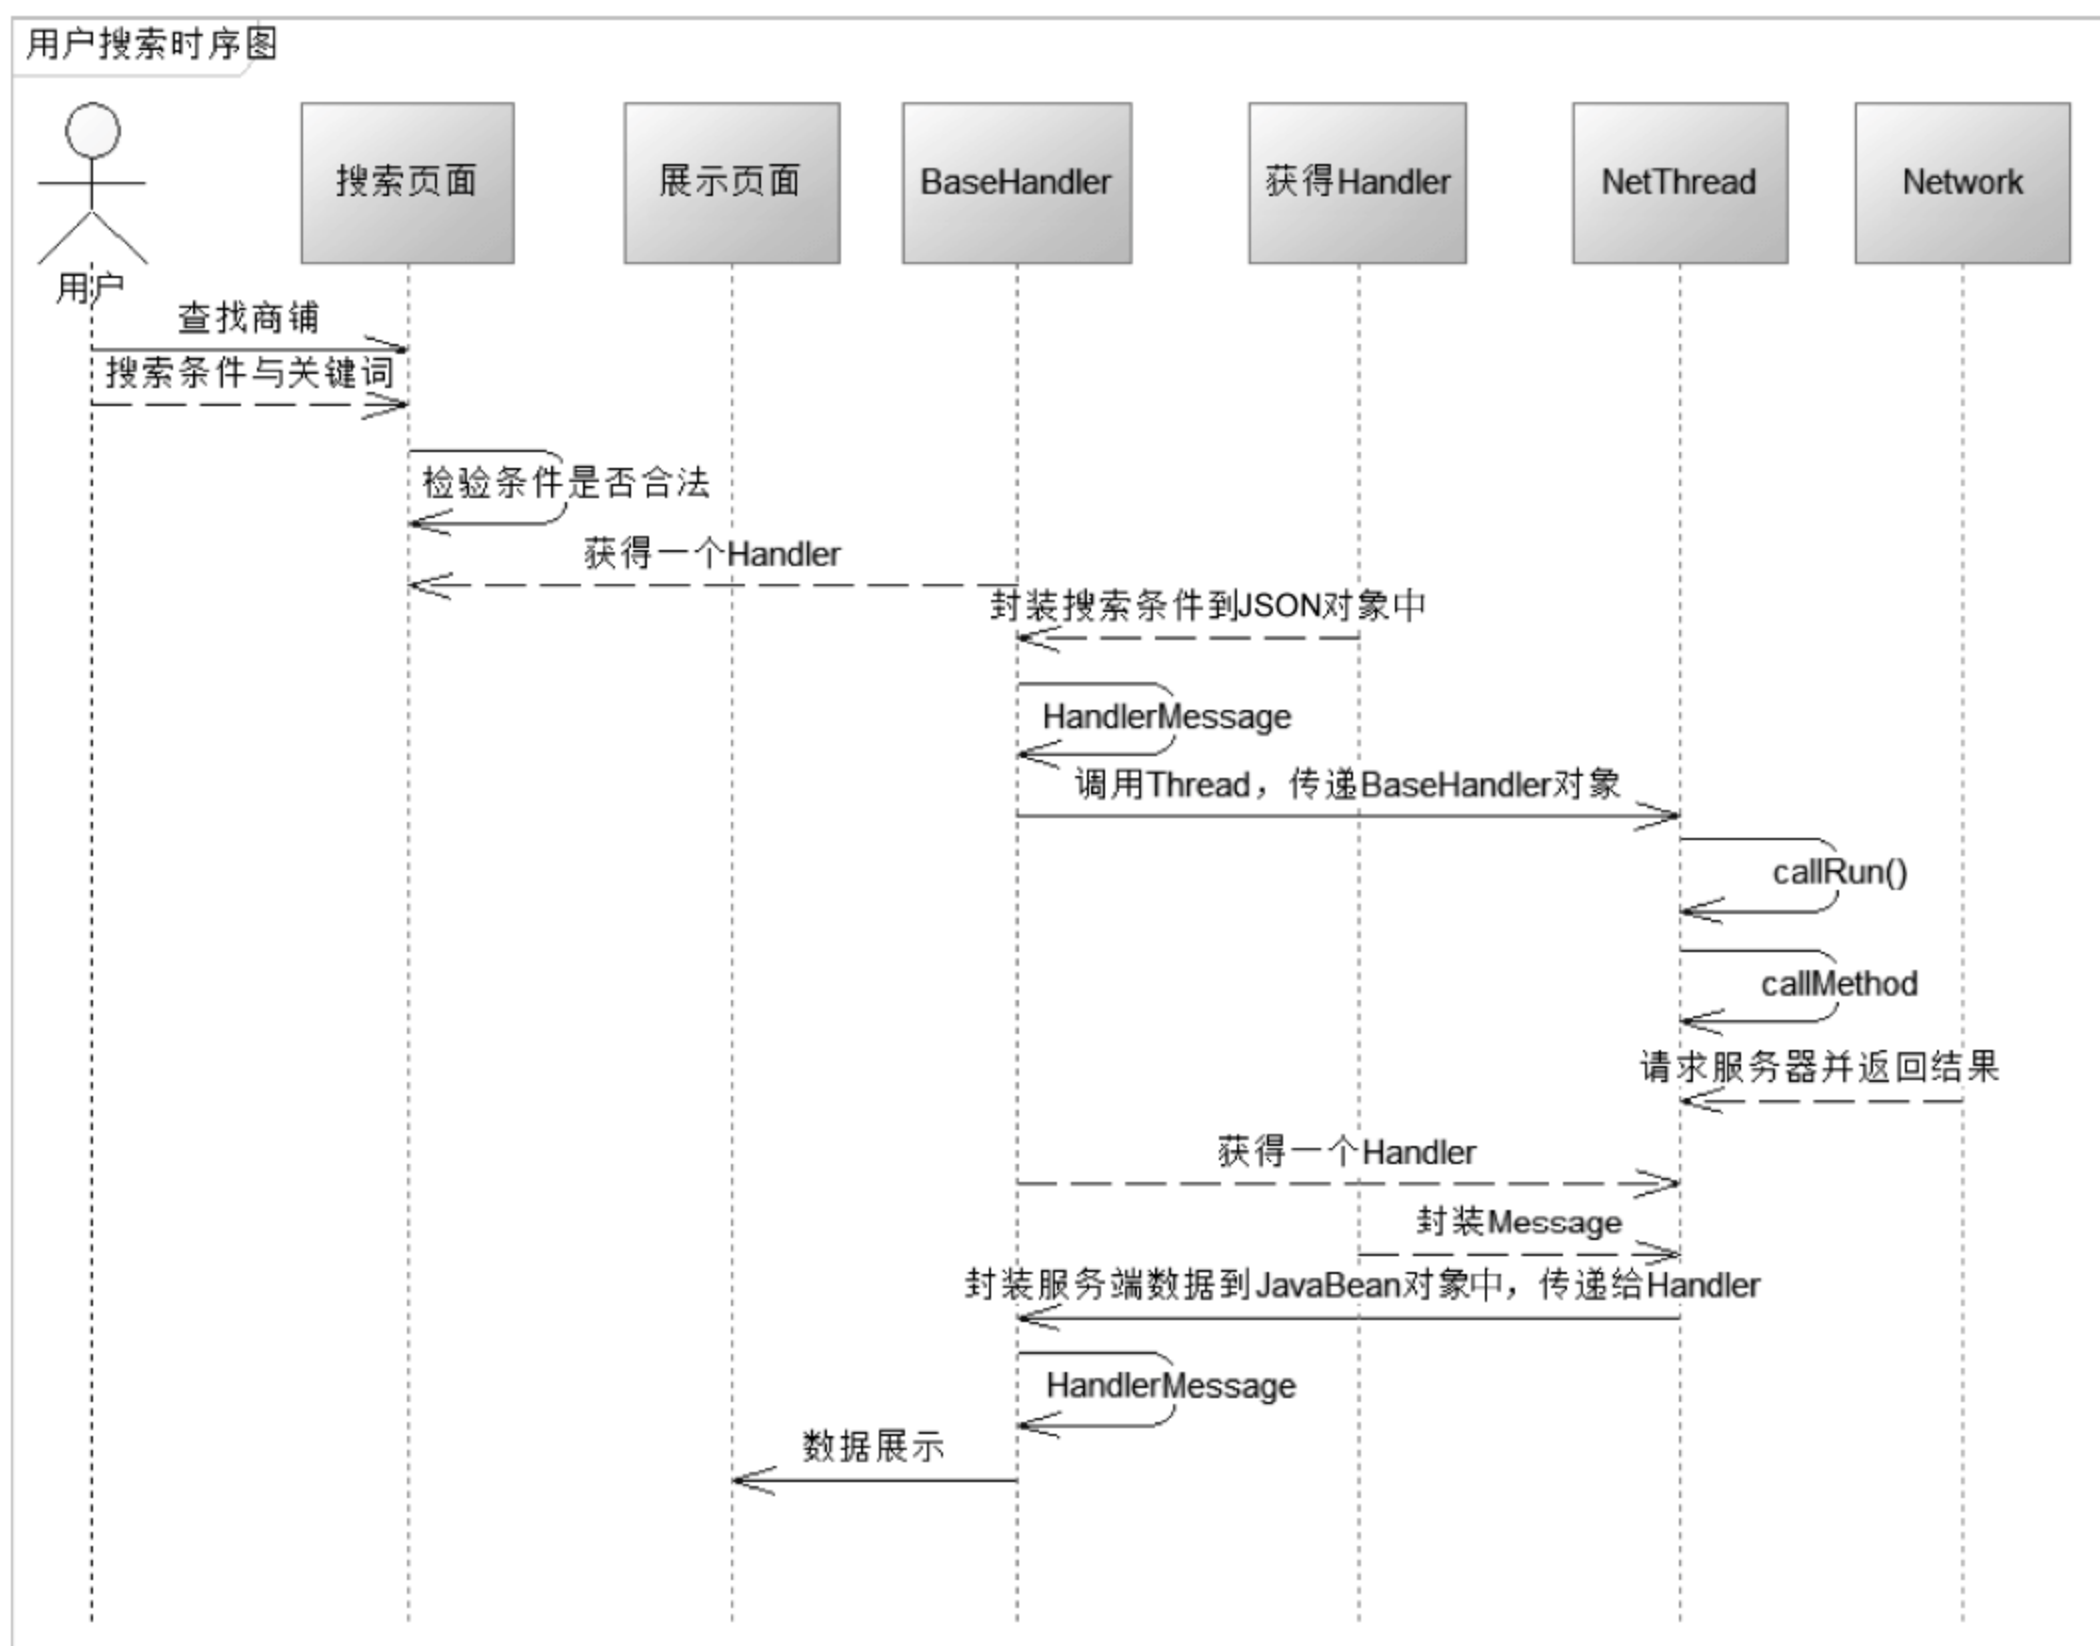 用户搜索时序图
用户
搜索页面
展示页面
BaseHandler
获得Handler
NetThread
Network
查找商铺
搜索条件与关键词
检验条件是否合法
获得一个Handler
封装搜索条件到JSON对象中
HandlerMessage
调用Thread，传递BaseHandler对象
callRun()
callMethod
请求服务器并返回结果
获得一个Handler
封装Message
封装服务端数据到JavaBean对象中，传递给Handler
HandlerMessage
数据展示